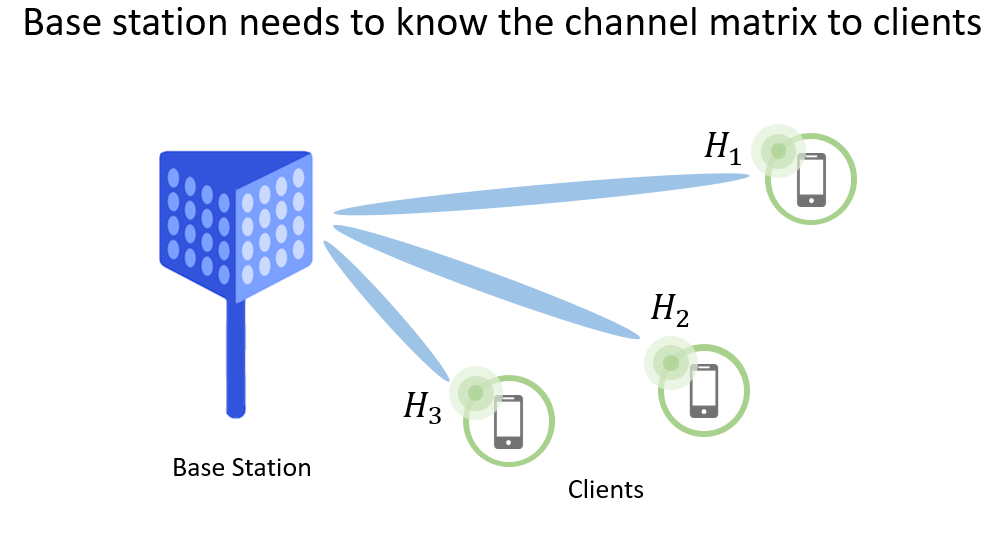 Base station needs to know the channel matrix to clients
H₁
H₂
H₃
Base Station
Clients